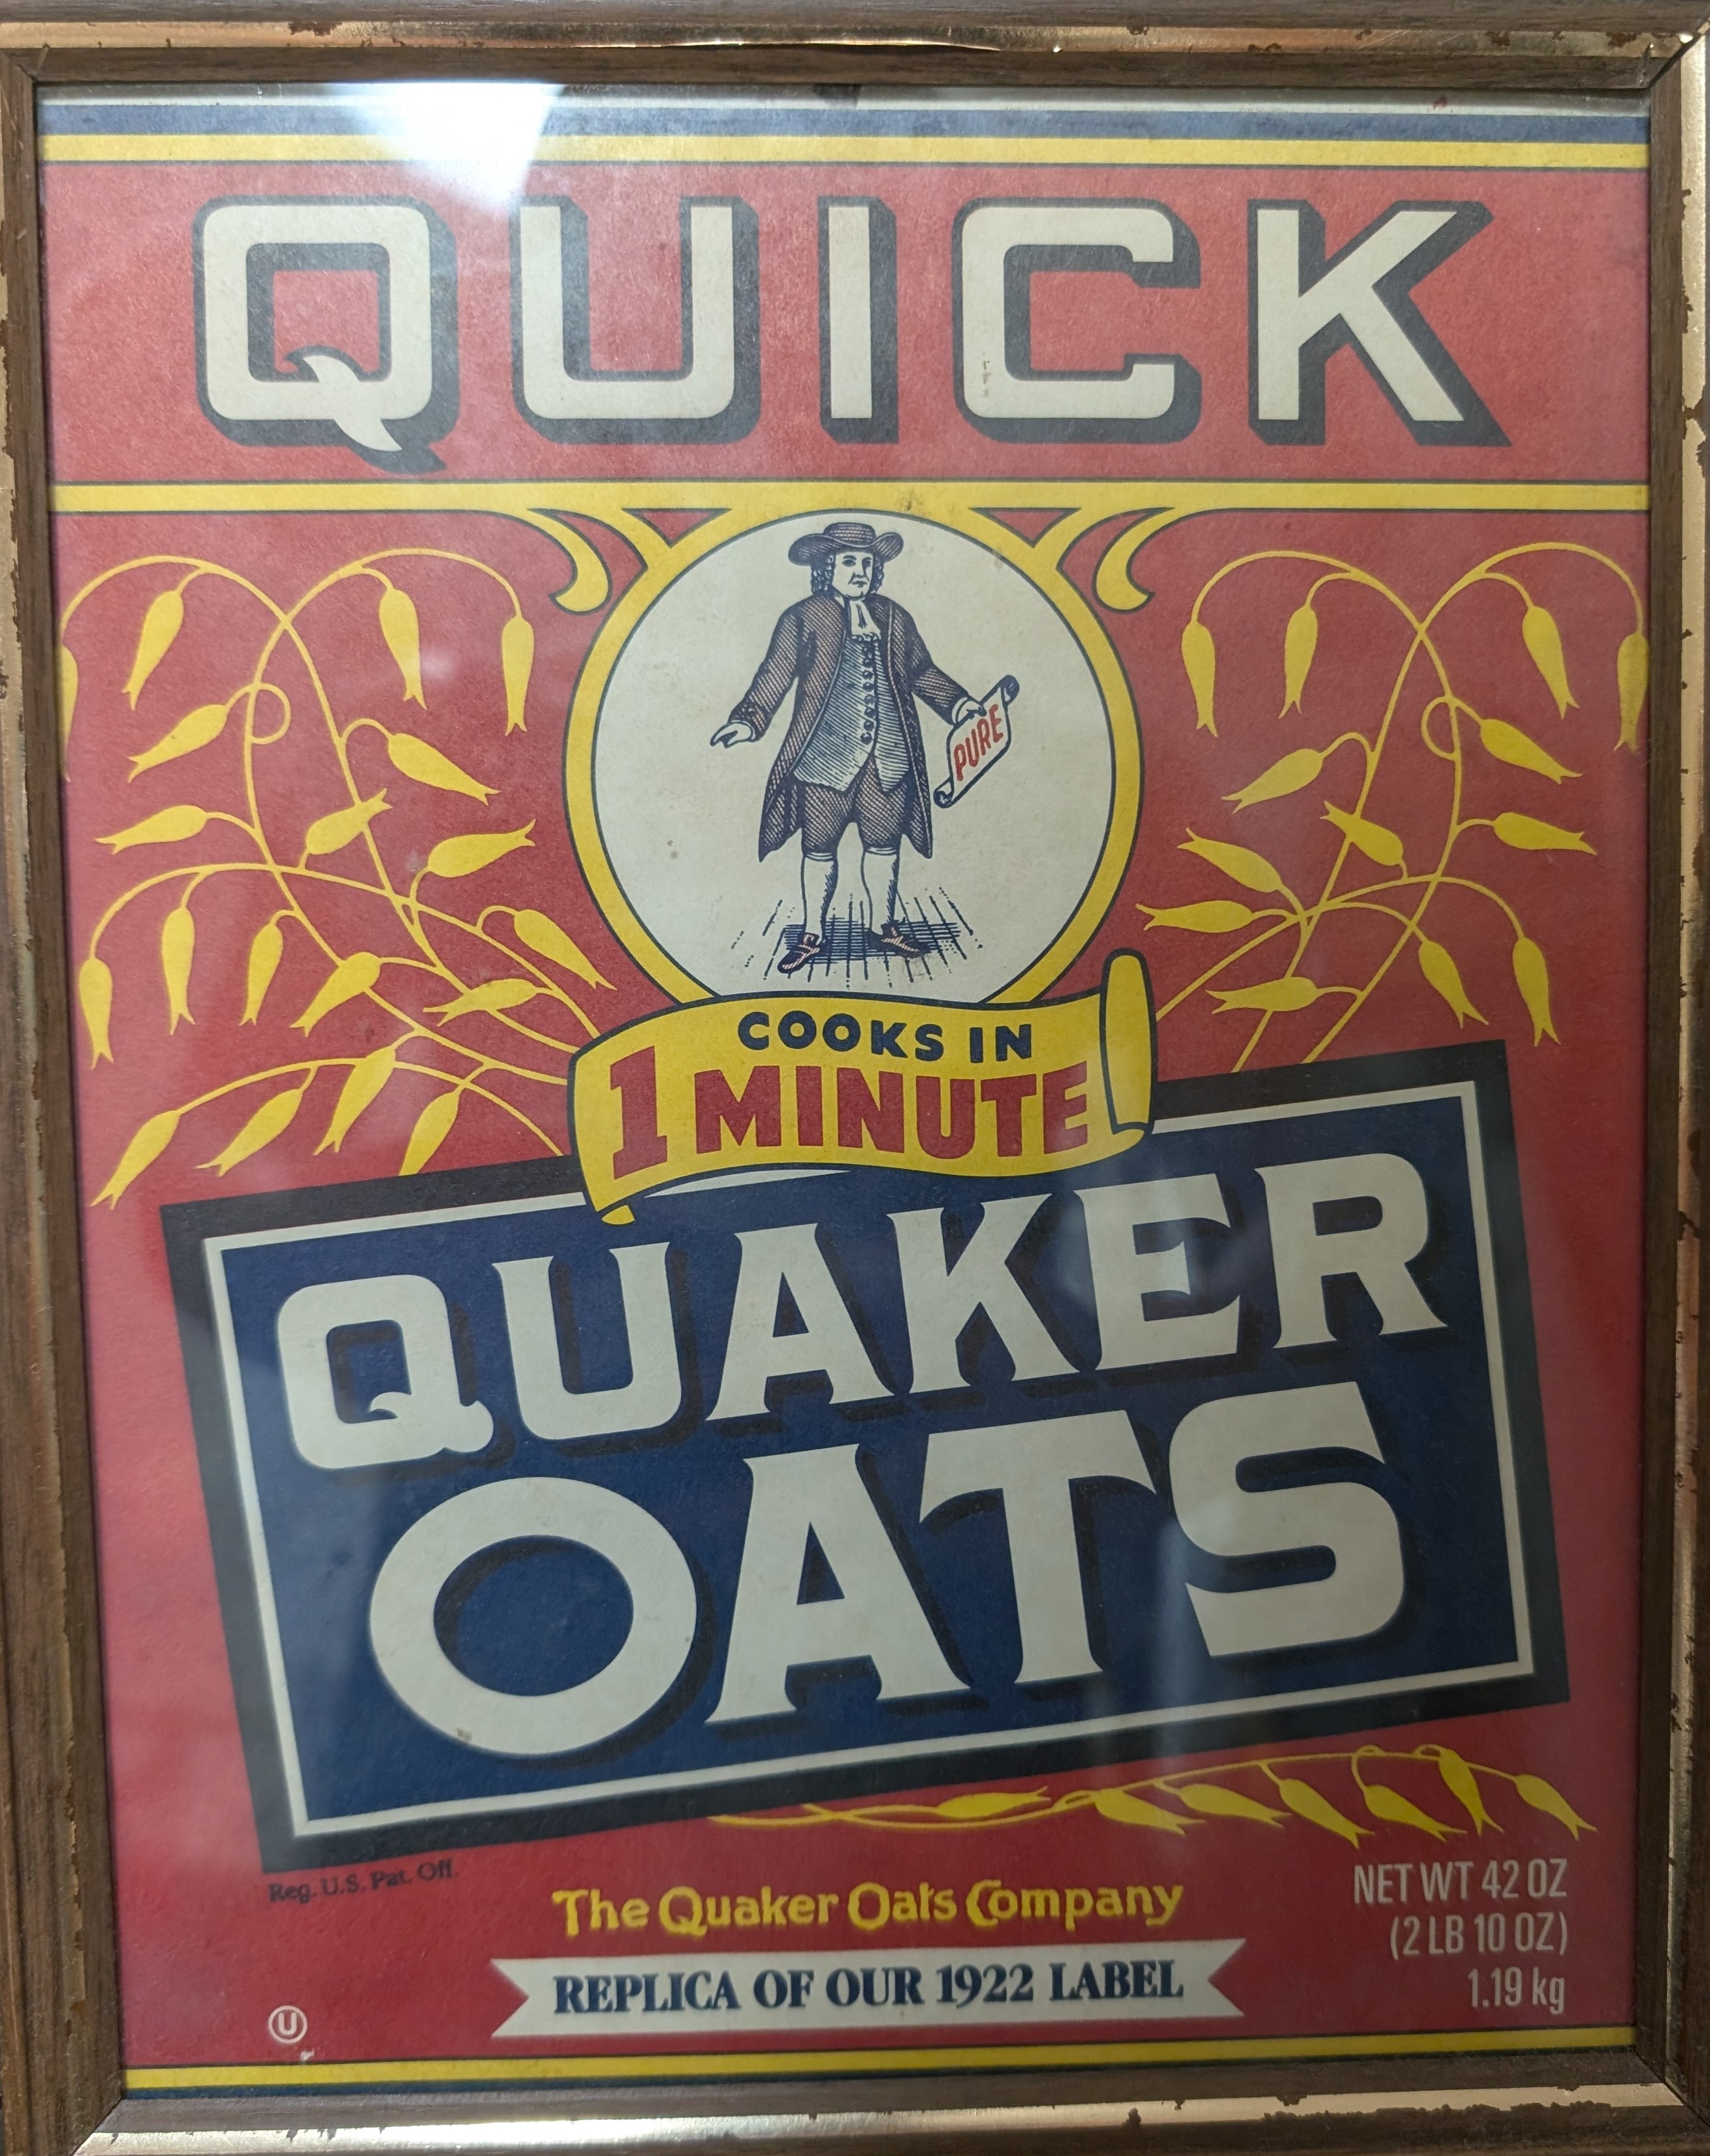 QUICK
PURE
COOKS IN
1 MINUTE
QUAKER
OATS
Reg. U.S. Pat. Off.
The Quaker Oats Company
REPLICA OF OUR 1922 LABEL
NET WT 42 OZ
(2 LB 10 OZ)
1.19 kg
U